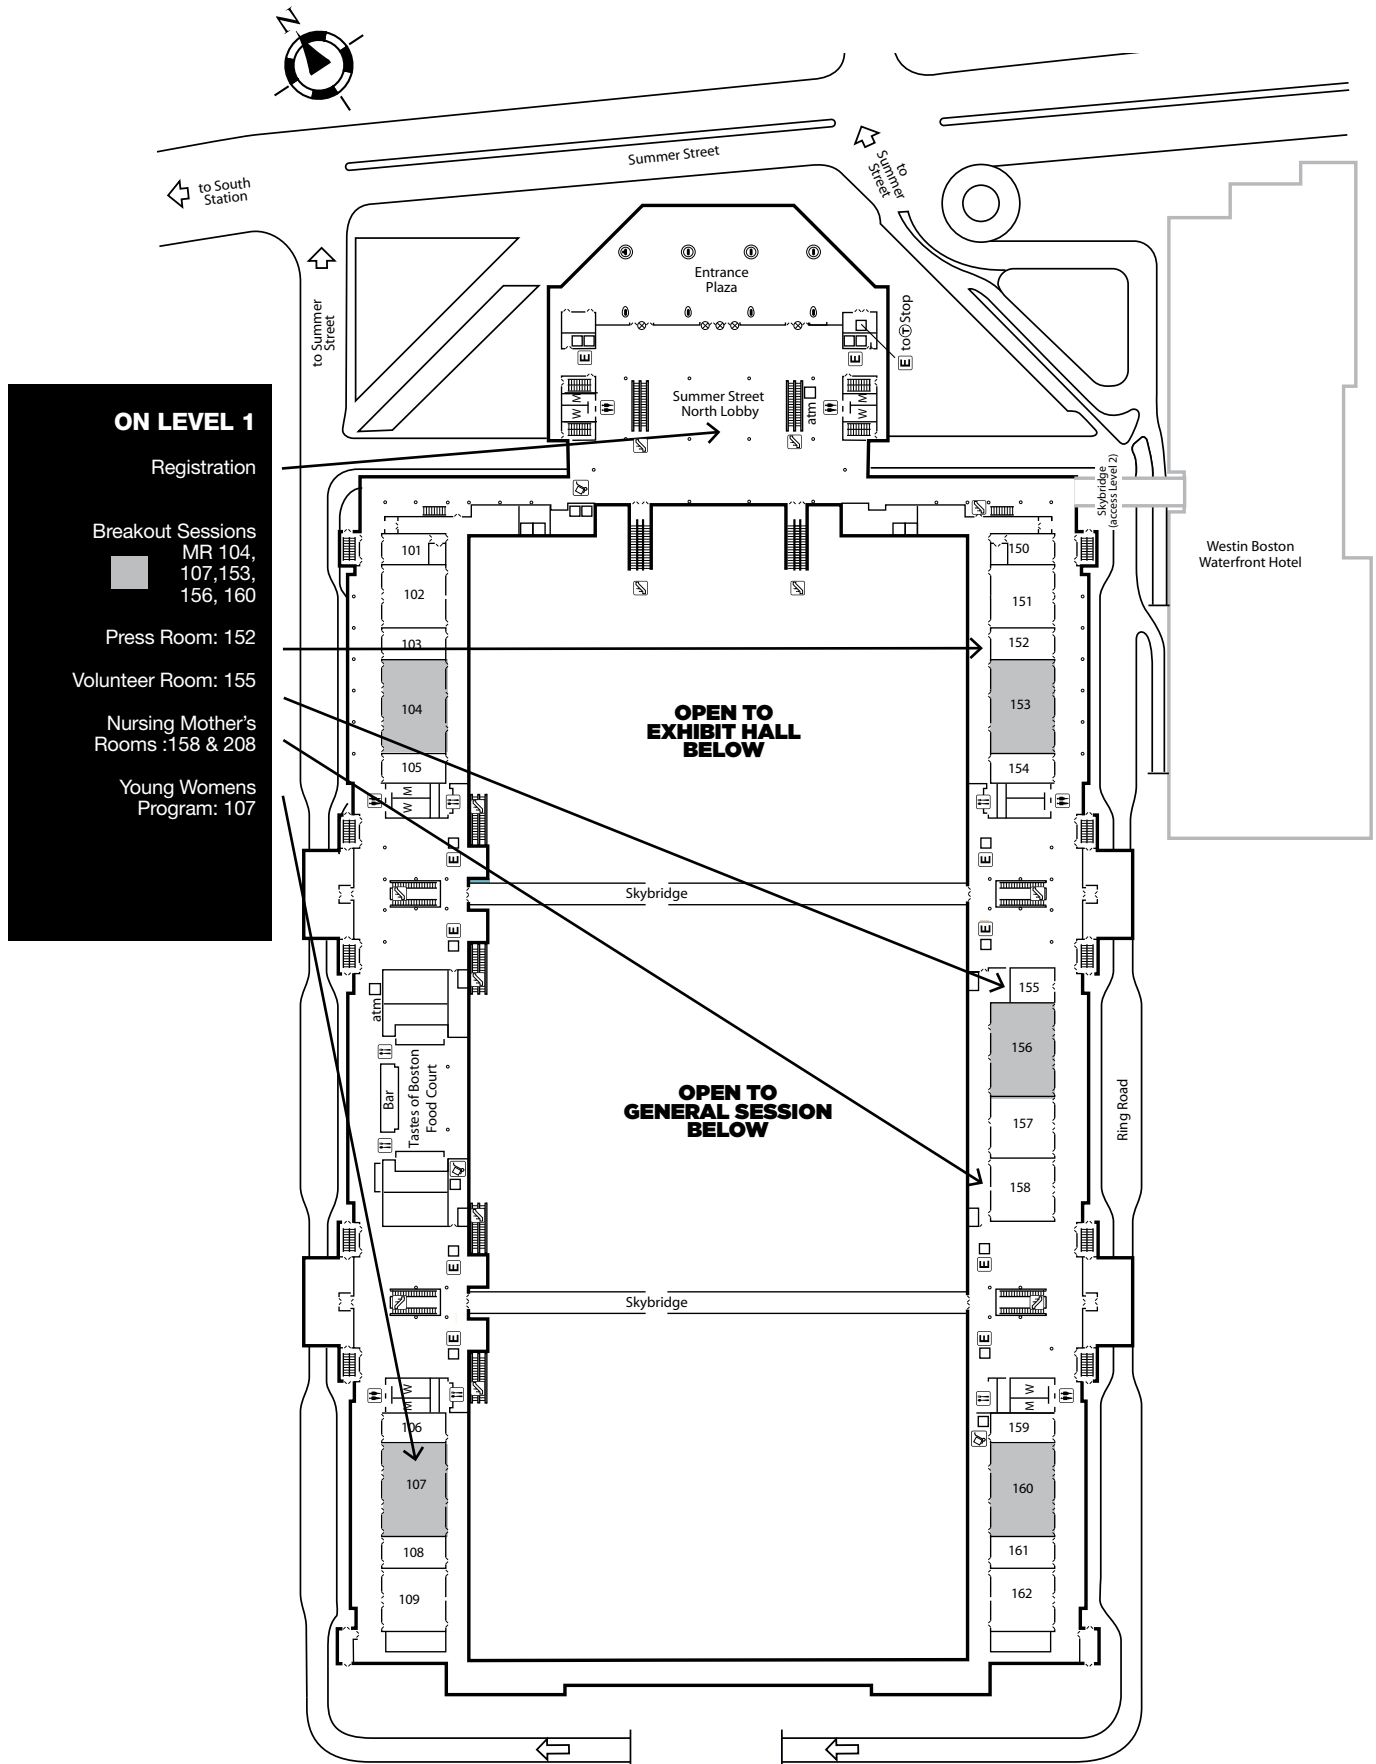 N
Summer Street
to
Summer
Street
to South
Station
to Summer
Street
Entrance
Plaza
E to T Stop
E
E
Summer Street
North Lobby
W M
atm
W M
ON LEVEL 1
Registration
Breakout Sessions
MR 104,
107,153,
156, 160
Press Room: 152
Volunteer Room: 155
Nursing Mother's
Rooms :158 & 208
Young Womens
Program: 107
Skybridge
(access Level 2)
Westin Boston
Waterfront Hotel
101
102
103
104
105
W M
150
151
152
153
154
OPEN TO
EXHIBIT HALL
BELOW
E
E
Skybridge
E
E
atm
Bar
Tastes of Boston
Food Court
155
156
157
158
OPEN TO
GENERAL SESSION
BELOW
Ring Road
E
E
Skybridge
E
E
M W
M W
106
107
108
109
159
160
161
162